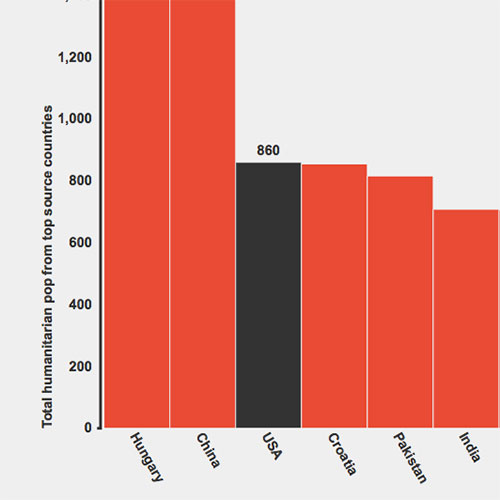 Total humanitarian pop from top source countries
1,200
1,000
800
600
400
200
0
860
Hungary
China
USA
Croatia
Pakistan
India